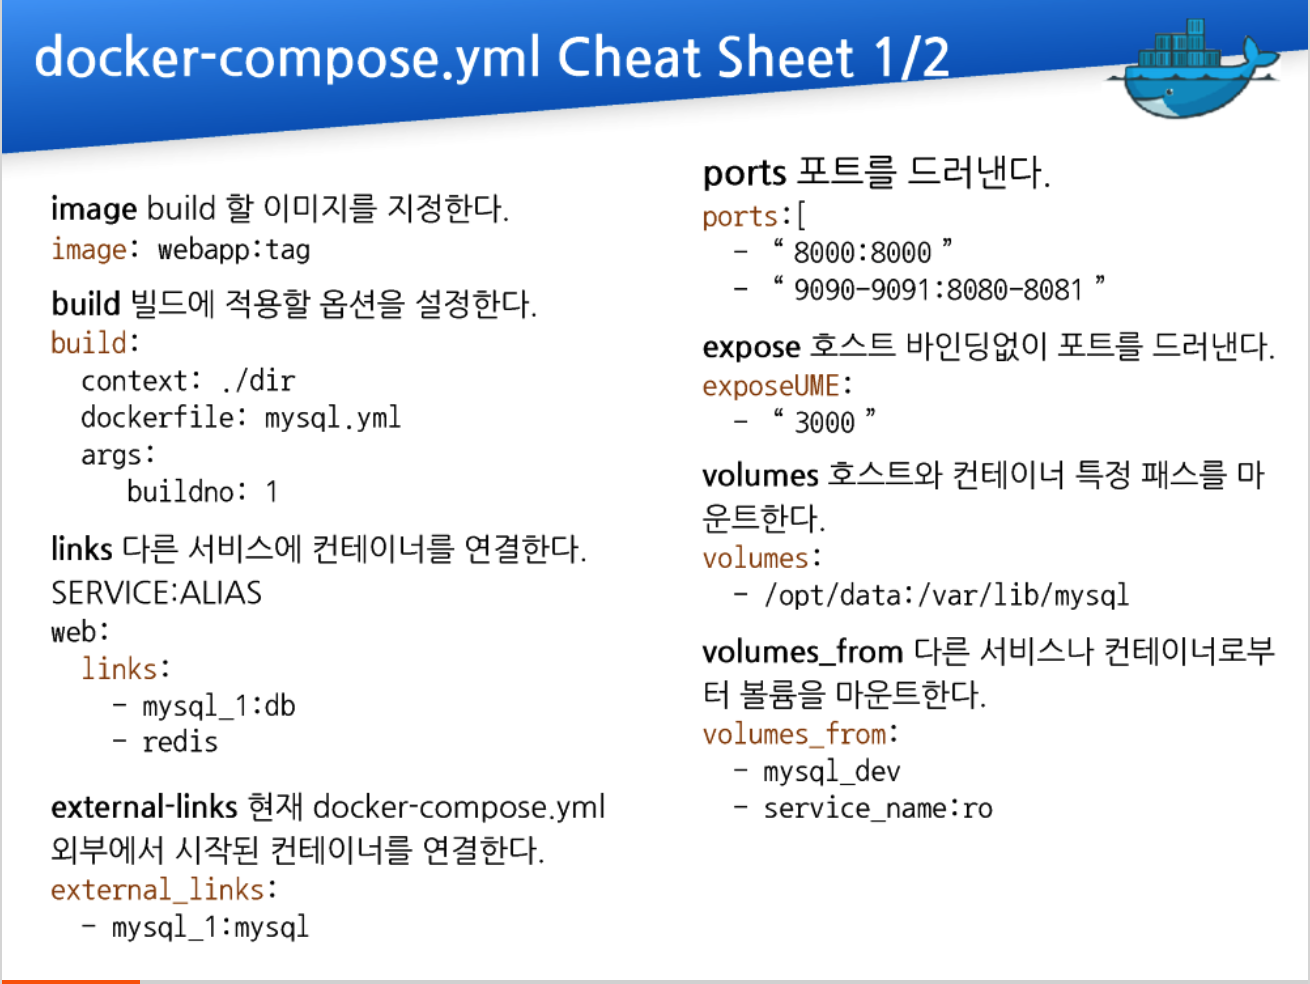 docker-compose.yml Cheat Sheet 1/2
image build 할 이미지를 지정한다.
image: webapp:tag
build 빌드에 적용할 옵션을 설정한다.
build:
context: ./dir
dockerfile: mysql.yml
args:
buildno: 1
links 다른 서비스에 컨테이너를 연결한다.
SERVICE:ALIAS
web:
links:
- mysql_1:db
- redis
external-links 현재 docker-compose.yml
외부에서 시작된 컨테이너를 연결한다.
external_links:
- mysql_1:mysql
ports 포트를 드러낸다.
ports:[
- “ 8000:8000 ”
- “ 9090-9091:8080-8081 ”
expose 호스트 바인딩없이 포트를 드러낸다.
exposeUME:
- “ 3000 ”
volumes 호스트와 컨테이너 특정 패스를 마
운트한다.
volumes:
- /opt/data:/var/lib/mysql
volumes_from 다른 서비스나 컨테이너로부
터 볼륨을 마운트한다.
volumes_from:
- mysql_dev
- service_name:ro